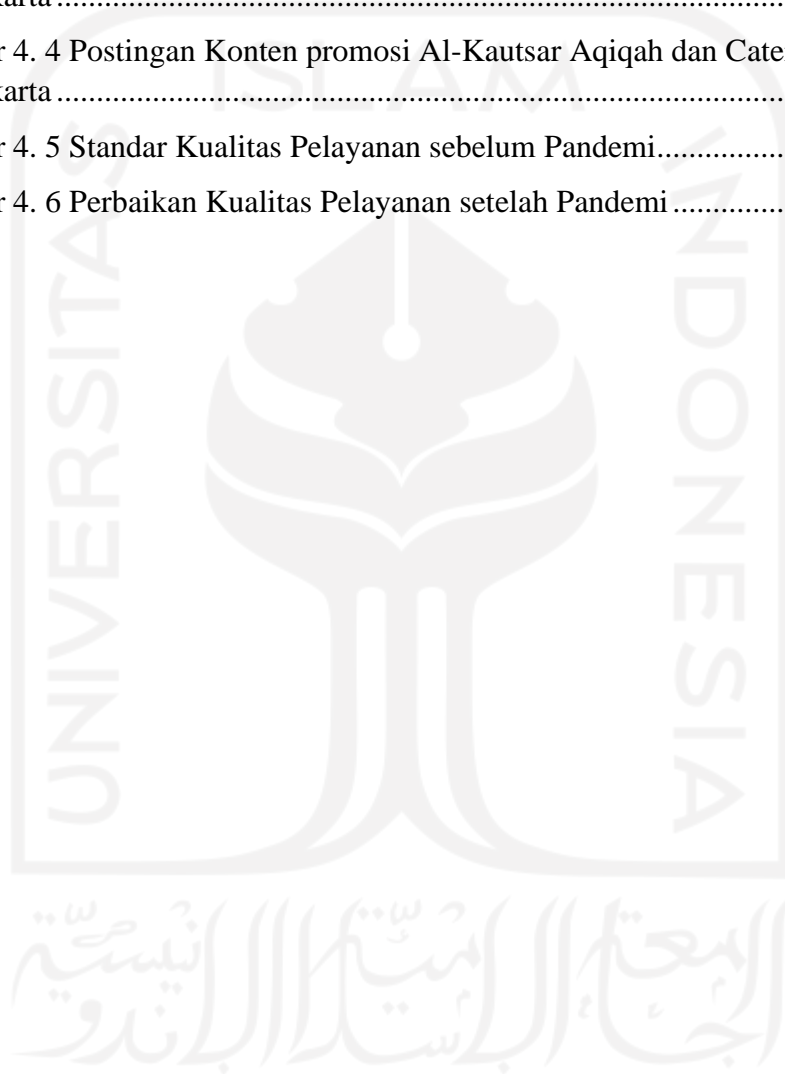 karta ........................................................................................
r 4. 4 Postingan Konten promosi Al-Kautsar Aqiqah dan Cate
karta ........................................................................................
r 4. 5 Standar Kualitas Pelayanan sebelum Pandemi................
r 4. 6 Perbaikan Kualitas Pelayanan setelah Pandemi ..............
ISLAM
UNIVERSITAS
INDONESIA